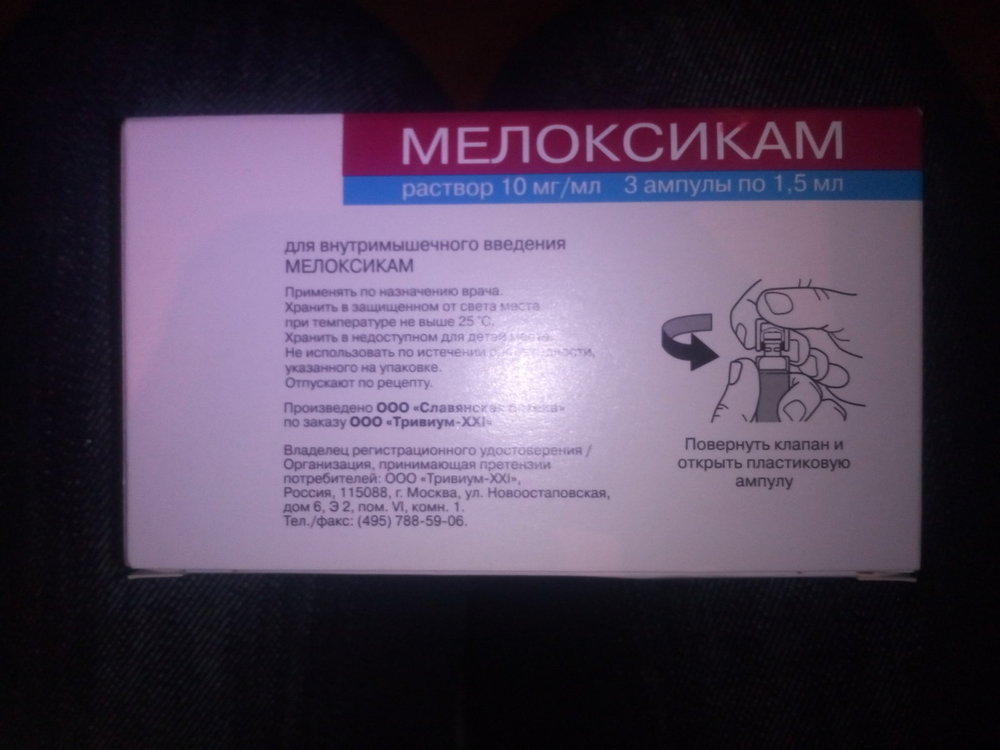 МЕЛОКСИКАМ
раствор 10 мг/мл 3 ампулы по 1,5 мл
для внутримышечного введения
МЕЛОКСИКАМ
Применять по назначению врача.
Хранить в защищенном от света места
при температуре не выше 25 °С.
Хранить в недоступном для детей месте.
Не использовать по истечении срока годности,
указанного на упаковке.
Отпускают по рецепту.
Произведено ООО «Славянская аптека»
по заказу ООО «Тривиум-XXI»
Владелец регистрационного удостоверения /
Организация, принимающая претензии
потребителей: ООО «Тривиум-XXI»,
Россия, 115088, г. Москва, ул. Новоостаповская,
дом 6, Э 2, пом. VI, комн. 1.
Тел./факс: (495) 788-59-06.
Повернуть клапан и
открыть пластиковую
ампулу